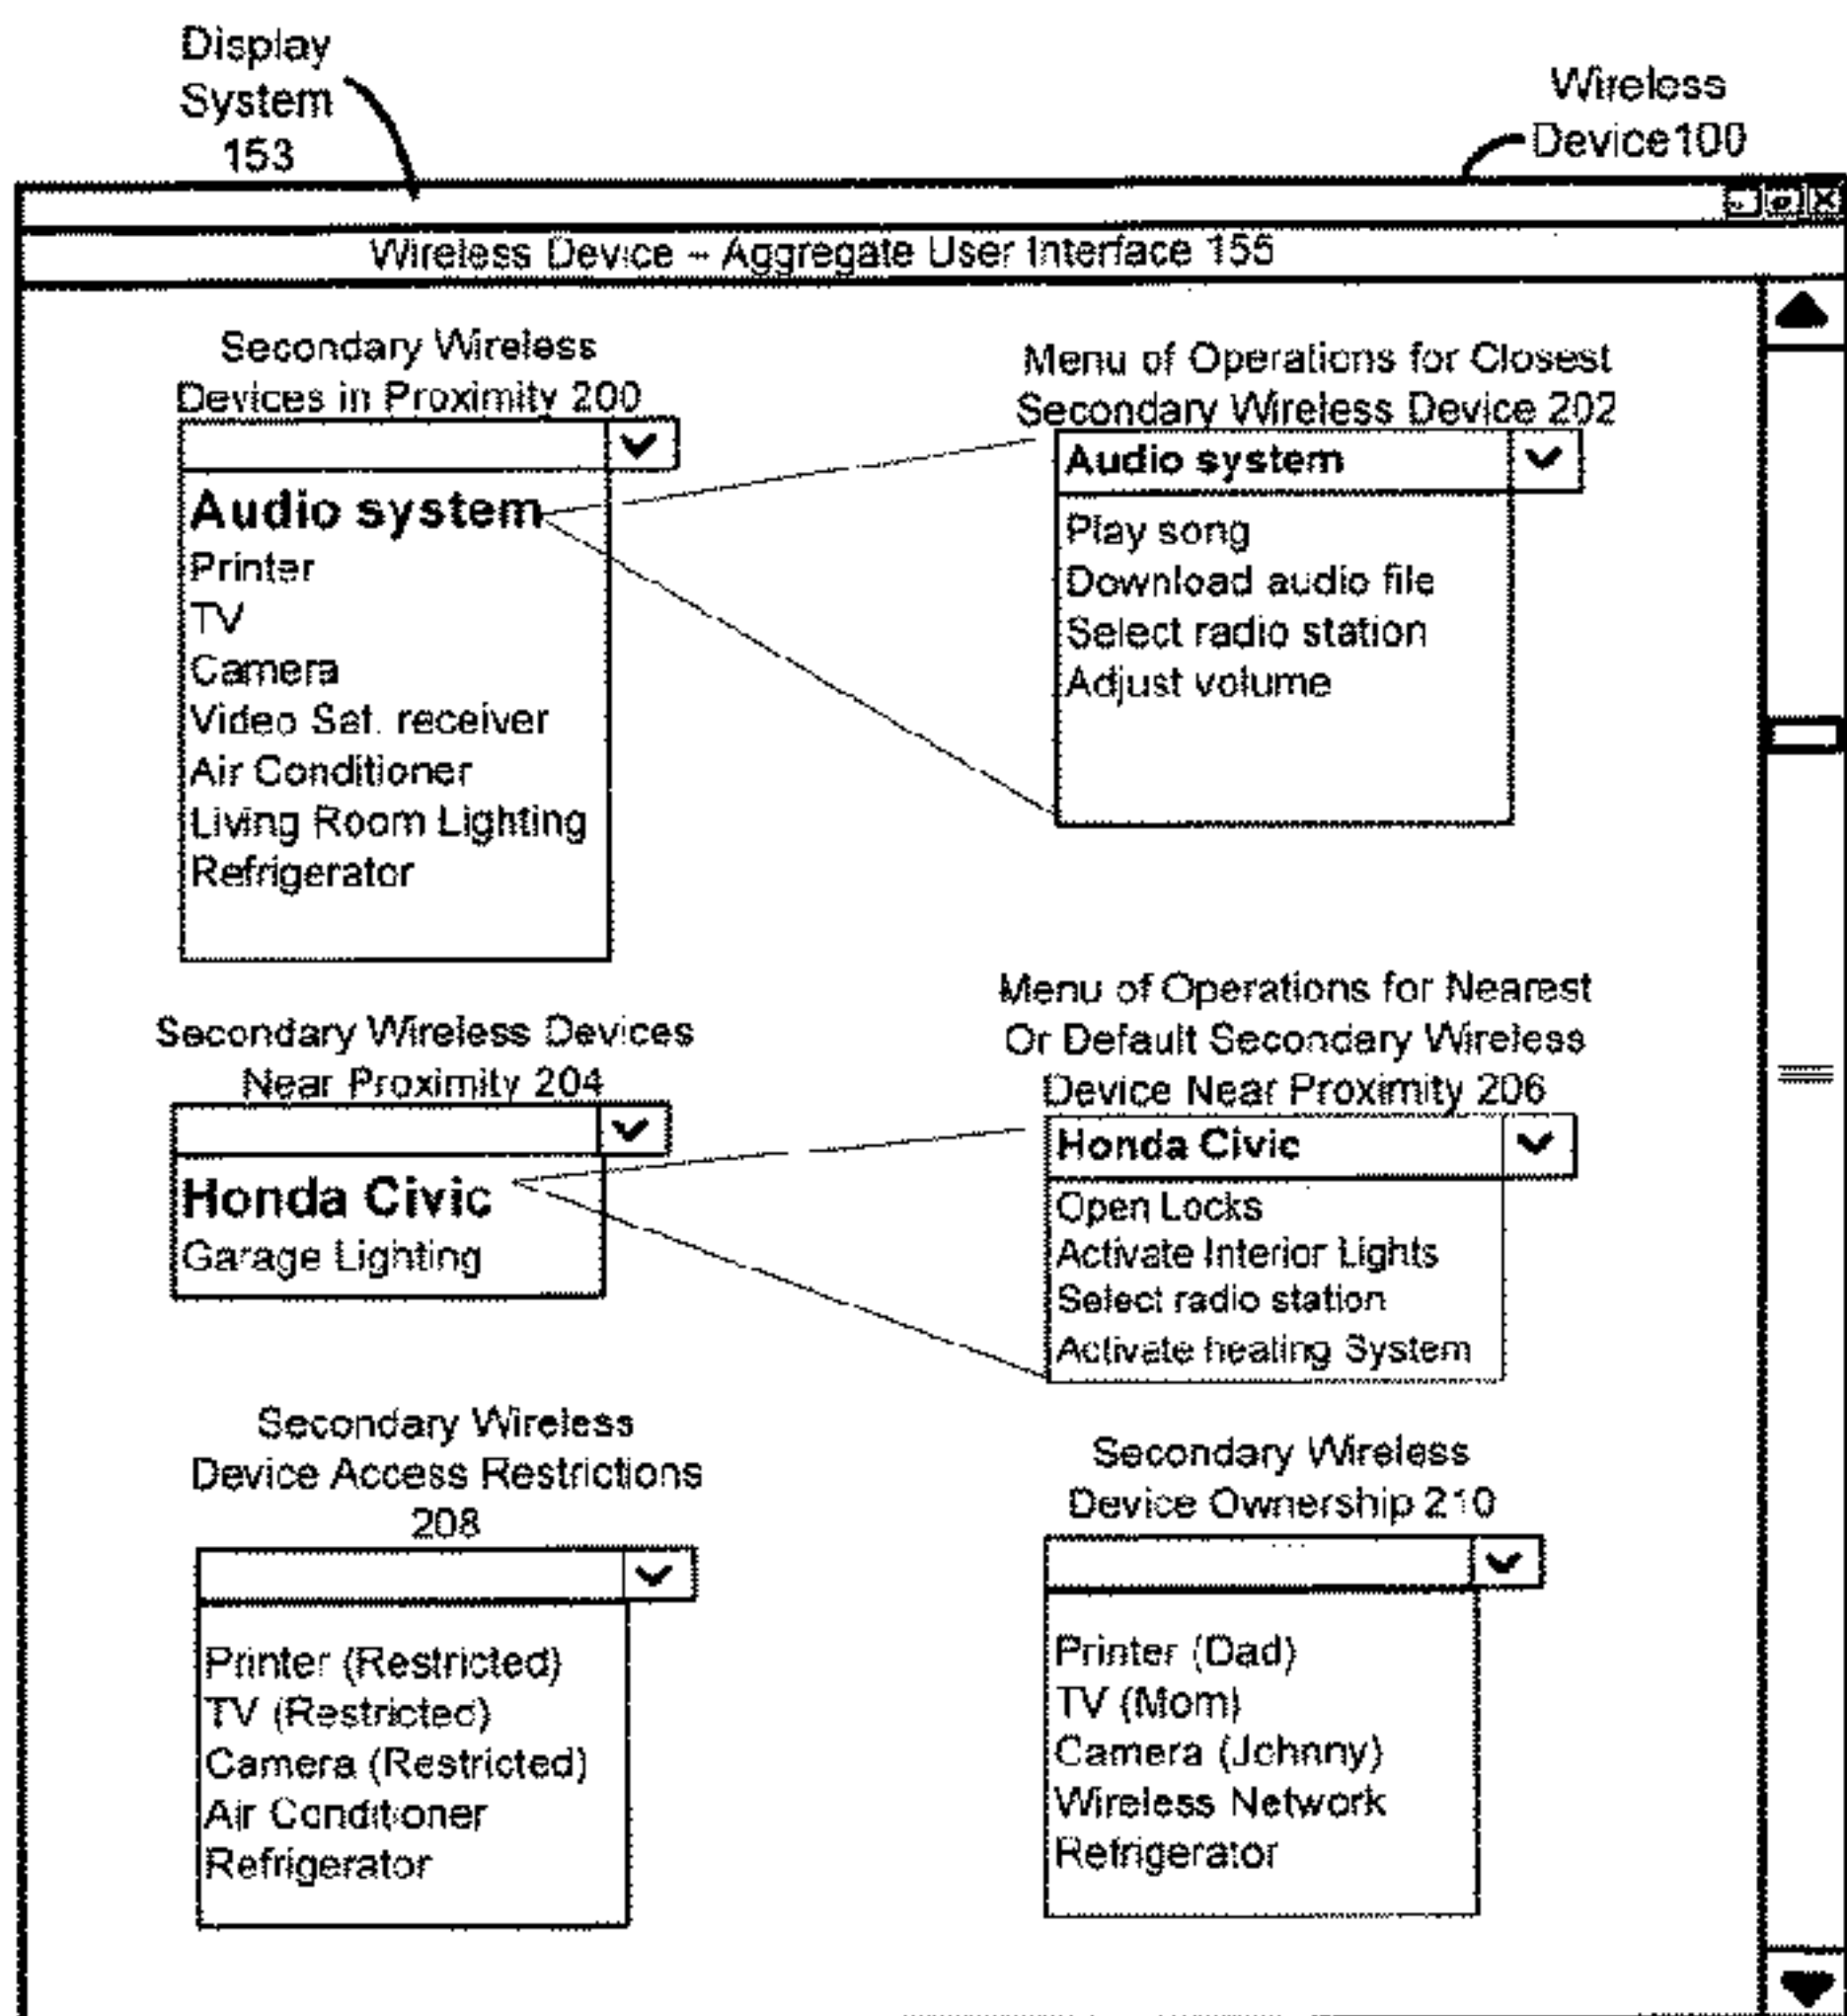 Display
System
153
Wireless
Device100
Wireless Device – Aggregate User Interface 155
Secondary Wireless
Devices in Proximity 200
Audio system
Printer
TV
Camera
Video Sat. receiver
Air Conditioner
Living Room Lighting
Refrigerator
Menu of Operations for Closest
Secondary Wireless Device 202
Audio system
Play song
Download audio file
Select radio station
Adjust volume
Secondary Wireless Devices
Near Proximity 204
Honda Civic
Garage Lighting
Menu of Operations for Nearest
Or Default Secondary Wireless
Device Near Proximity 206
Honda Civic
Open Locks
Activate Interior Lights
Select radio station
Activate heating System
Secondary Wireless
Device Access Restrictions
208
Printer (Restricted)
TV (Restricted)
Camera (Restricted)
Air Conditioner
Refrigerator
Secondary Wireless
Device Ownership 210
Printer (Dad)
TV (Mom)
Camera (Johnny)
Wireless Network
Refrigerator